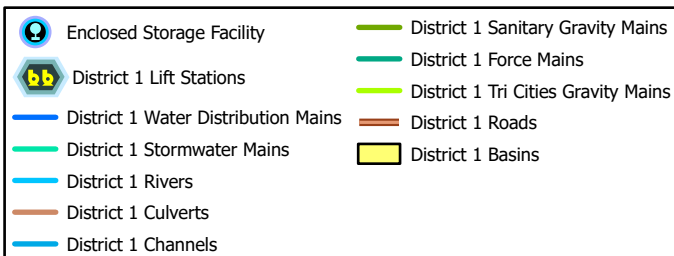 Enclosed Storage Facility
District 1 Lift Stations
District 1 Water Distribution Mains
District 1 Stormwater Mains
District 1 Rivers
District 1 Culverts
District 1 Channels
District 1 Sanitary Gravity Mains
District 1 Force Mains
District 1 Tri Cities Gravity Mains
District 1 Roads
District 1 Basins